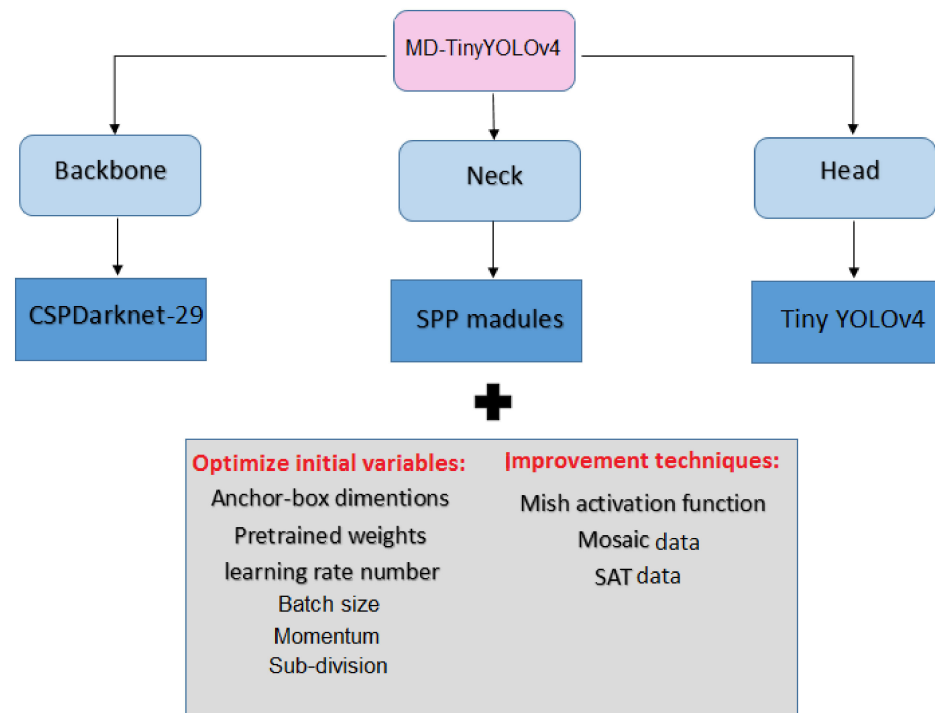 MD-TinyYOLOv4
Backbone
Neck
Head
CSPDarknet-29
SPP madules
Tiny YOLOv4
Optimize initial variables:
Anchor-box dimentions
Pretrained weights
learning rate number
Batch size
Momentum
Sub-division
Improvement techniques:
Mish activation function
Mosaic data
SAT data